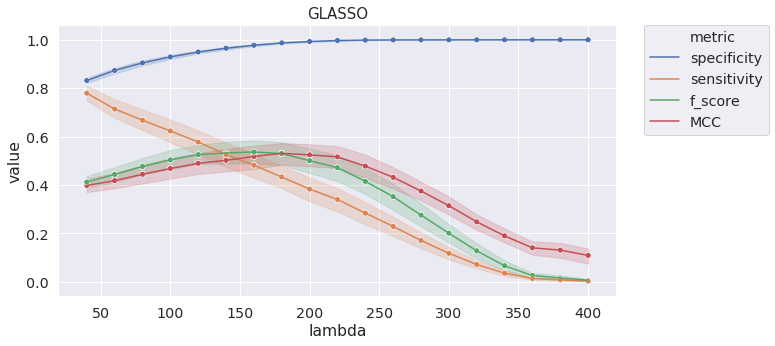 GLASSO
metric
specificity
sensitivity
f_score
MCC
value
1.0
0.8
0.6
0.4
0.2
0.0
50 100 150 200 250 300 350 400
lambda